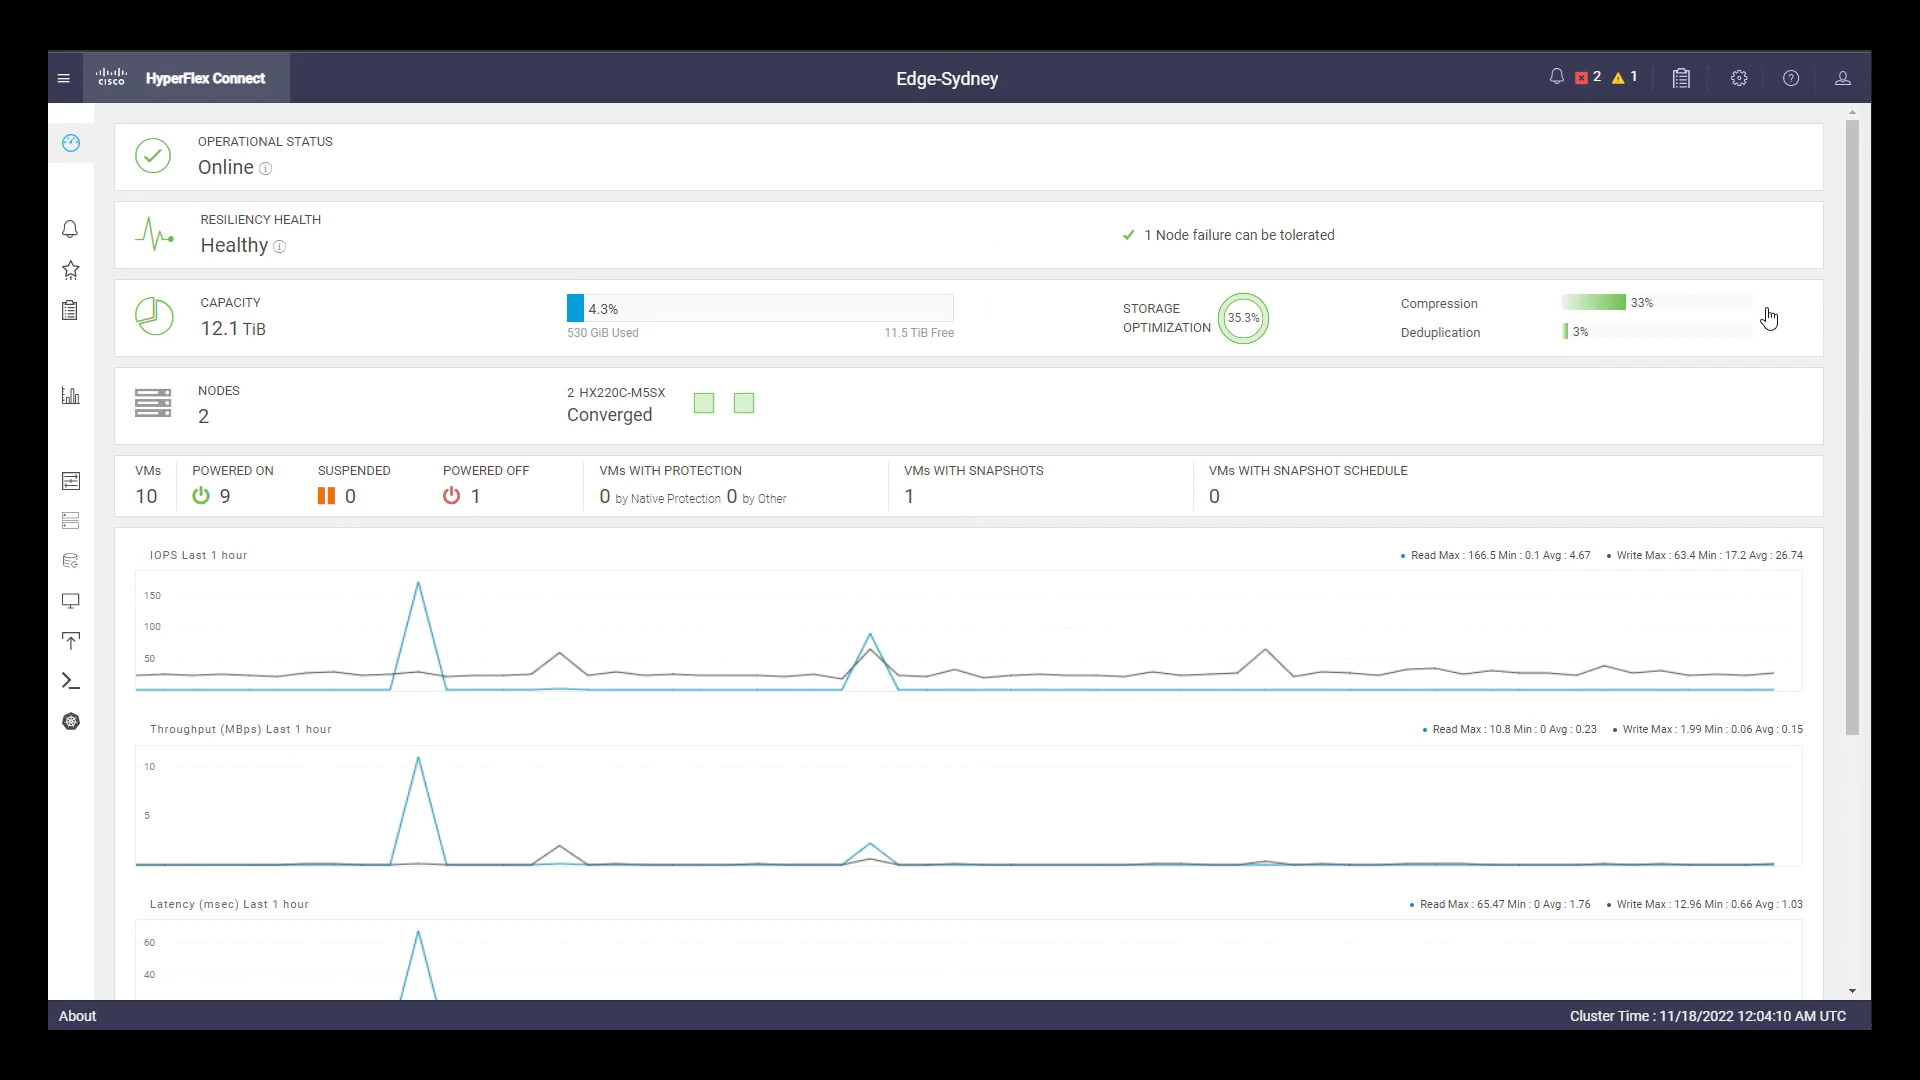 CISCO HyperFlex Connect Edge-Sydney 2 1
OPERATIONAL STATUS
Online
RESILIENCY HEALTH
Healthy
1 Node failure can be tolerated
CAPACITY
12.1 TiB
4.3%
530 GiB Used 11.5 TiB Free
STORAGE
OPTIMIZATION
35.3%
Compression 33%
Deduplication 3%
NODES
2
2 HX220C-M5SX
Converged
VMs POWERED ON SUSPENDED POWERED OFF VMs WITH PROTECTION VMs WITH SNAPSHOTS VMs WITH SNAPSHOT SCHEDULE
10 9 0 1 0 by Native Protection 0 by Other 1 0
IOPS Last 1 hour Read Max : 166.5 Min : 0.1 Avg : 4.67 Write Max : 63.4 Min : 17.2 Avg : 26.74
150
100
50
Throughput (MBps) Last 1 hour Read Max : 10.8 Min : 0 Avg : 0.23 Write Max : 1.99 Min : 0.06 Avg : 0.15
10
5
Latency (msec) Last 1 hour Read Max : 65.47 Min : 0 Avg : 1.76 Write Max : 12.96 Min : 0.66 Avg : 1.03
60
40
About Cluster Time : 11/18/2022 12:04:10 AM UTC